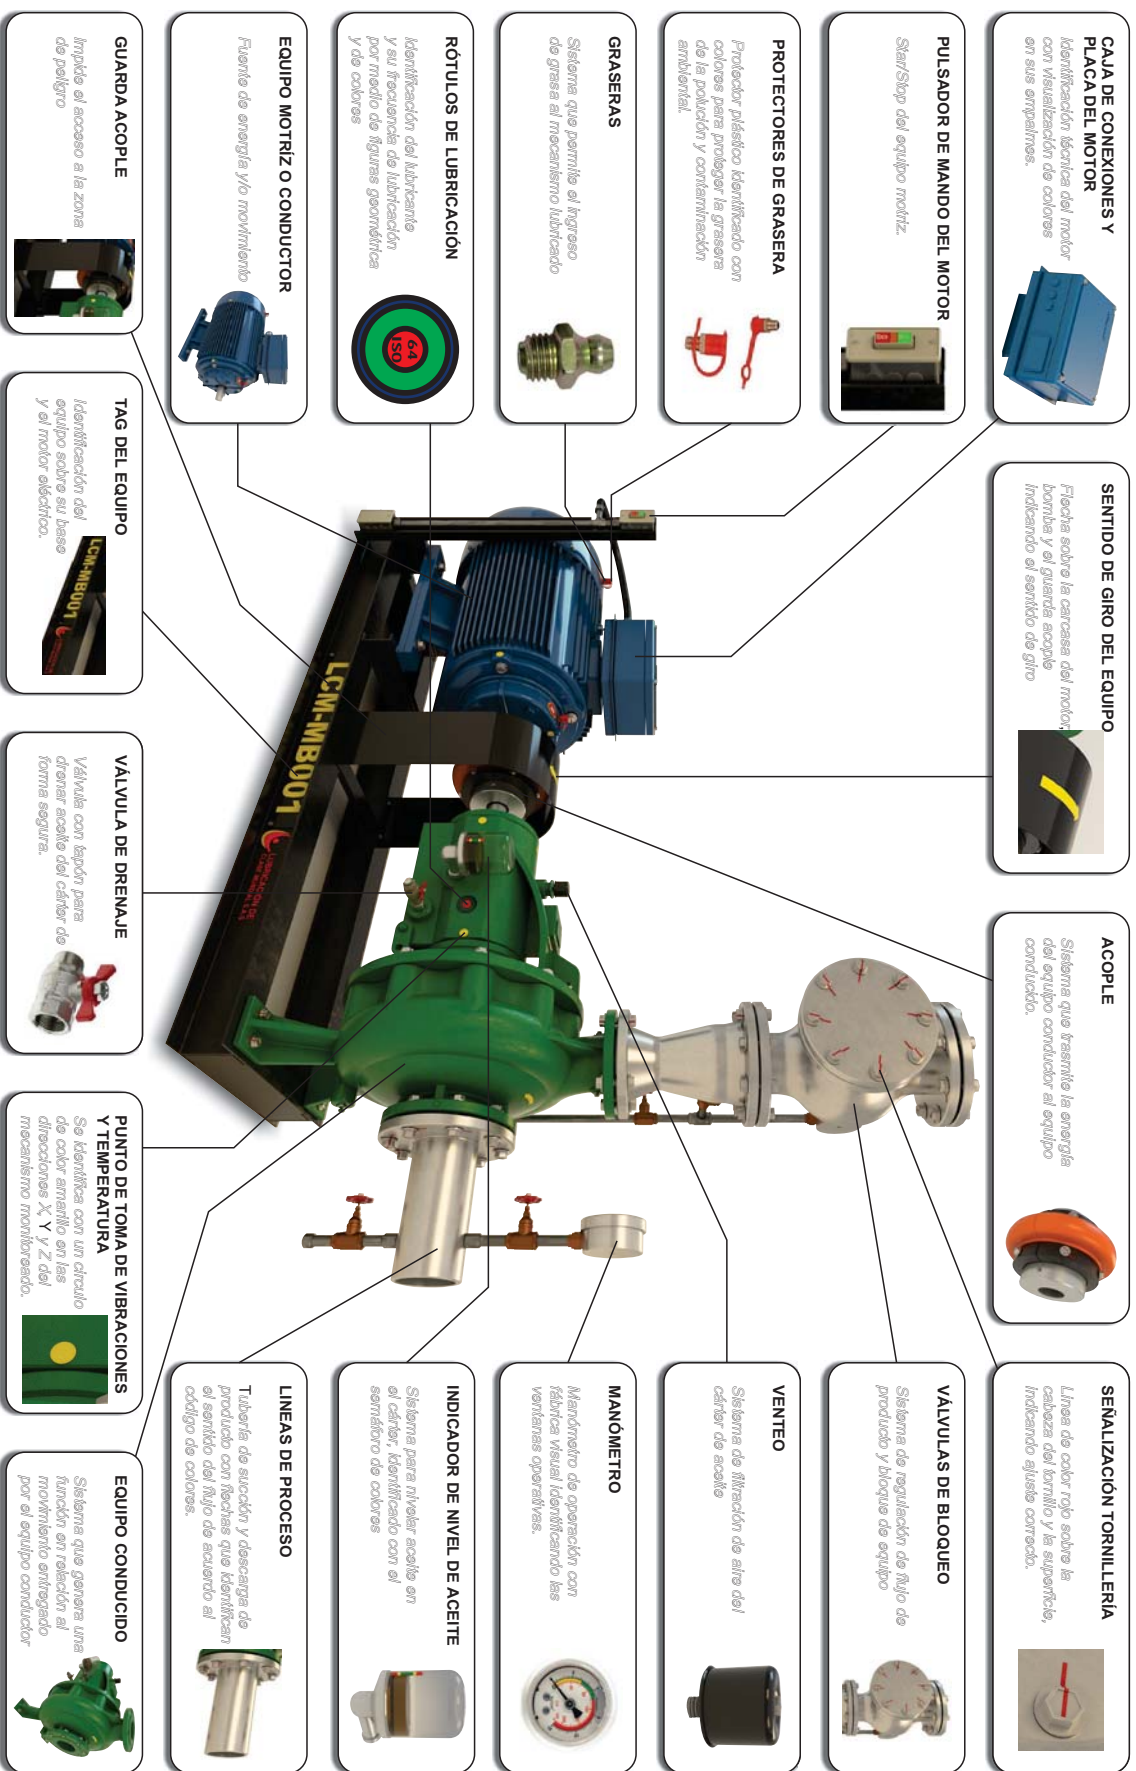 CAJA DE CONEXIONES Y
PLACA DEL MOTOR
Identificación técnica del motor
con visualización de colores
en sus empalmes.
SENTIDO DE GIRO DEL EQUIPO
Flecha sobre la carcasa del motor,
bomba y el guarda acople
indicando el sentido de giro
ACOPLE
Sistema que trasmite la energía
del equipo conductor al equipo
conducido.
SEÑALIZACIÓN TORNILLERÍA
Linea de color rojo sobre la
cabeza del tornillo y la superficie,
Indicando ajuste correcto.
PULSADOR DE MANDO DEL MOTOR
Star/Stop del equipo motriz.
VÁLVULAS DE BLOQUEO
Sistema de regulación de flujo de
producto y bloque de equipo
PROTECTORES DE GRASERA
Protector plástico identificado con
colores para proteger la grasera
de la polución y contaminación
ambiental.
VENTEO
Sistema de filtración de aire del
cárter de aceite
GRASERAS
Sistema que permite el ingreso
de grasa al mecanismo lubricado
MANÓMETRO
Manómetro de operación con
fábrica visual identificando las
ventanas operativas.
RÓTULOS DE LUBRICACIÓN
Identificación del lubricante
y su frecuencia de lubricación
por medio de figuras geométrica
y de colores
64
ISO
INDICADOR DE NIVEL DE ACEITE
Sistema para nivelar aceite en
el cárter, identificado con el
semáforo de colores
EQUIPO MOTRÍZ O CONDUCTOR
Fuente de energía y/o movimiento
LINEAS DE PROCESO
Tubería de succión y descarga de
producto con flechas que identifican
el sentido del flujo de acuerdo al
código de colores.
LCM-MB001
LUBRICACIÓN DE
CLASE MUNDIAL S.A.S
GUARDA ACOPLE
Impide el acceso a la zona
de peligro
TAG DEL EQUIPO
Identificación del
equipo sobre su base
y el motor eléctrico.
LCM-MB001
VÁLVULA DE DRENAJE
Válvula con tapón para
drenar aceite del cárter de
forma segura.
PUNTO DE TOMA DE VIBRACIONES
Y TEMPERATURA
Se identifica con un circulo
de color amarillo en las
direcciones X, Y y Z del
mecanismo monitoreado.
EQUIPO CONDUCIDO
Sistema que genera una
función en relación al
movimiento entregado
por el equipo conductor